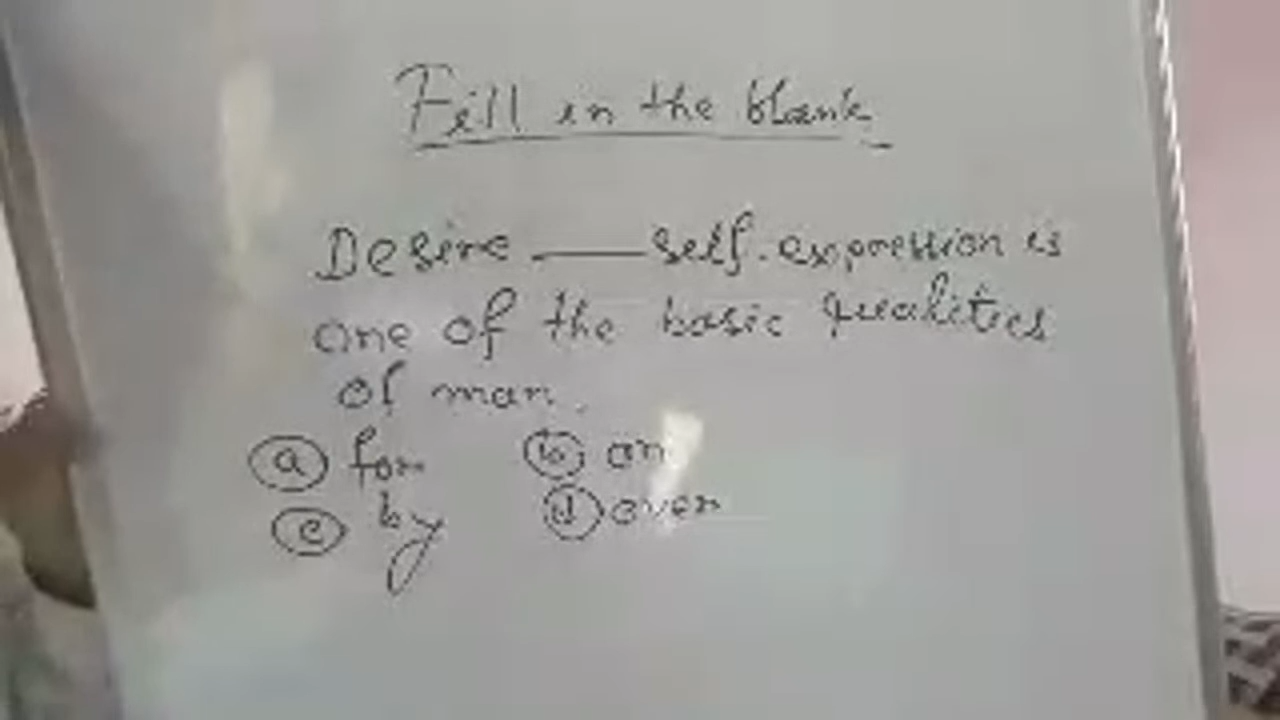 Fill in the blank
Desire ___ self-expression is
one of the basic qualities
of man.
(a) for (b) on
(c) by (d) over